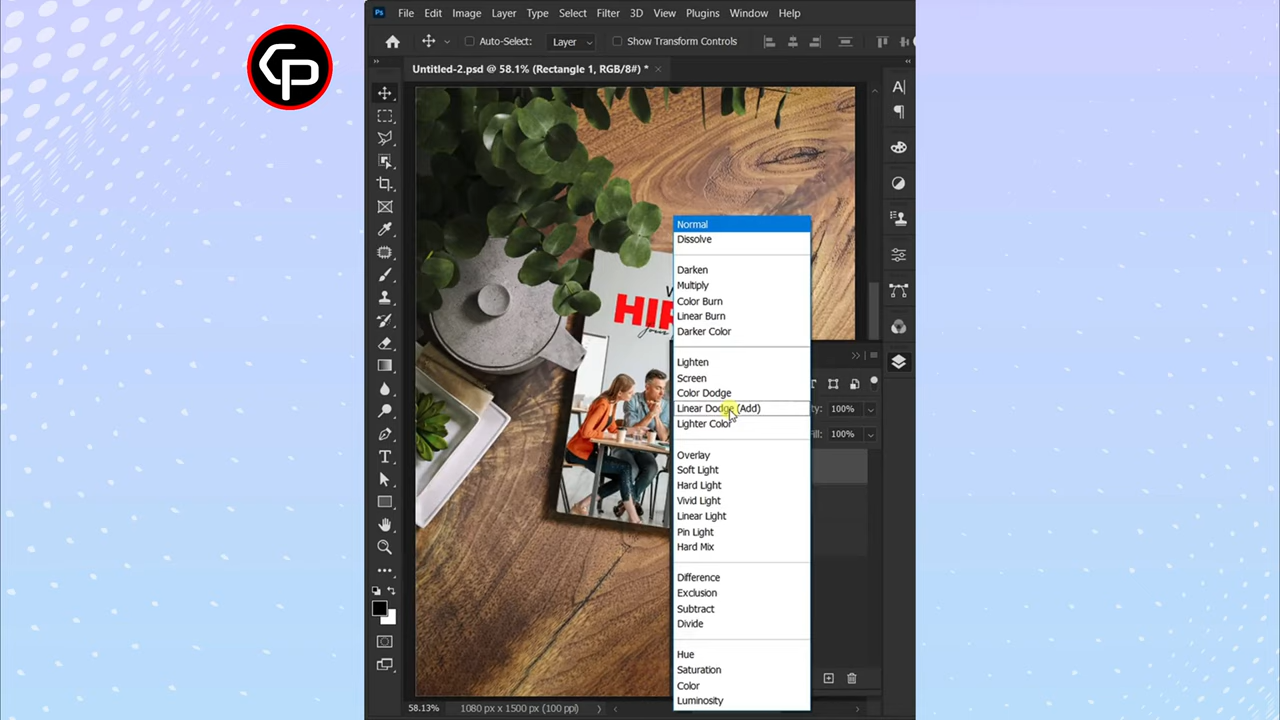 CP
Ps File Edit Image Layer Type Select Filter 3D View Plugins Window Help
Auto-Select: Layer Show Transform Controls
Untitled-2.psd @ 58.1% (Rectangle 1, RGB/8#) *
Normal
Dissolve
Darken
Multiply
Color Burn
Linear Burn
Darker Color
Lighten
Screen
Color Dodge
Linear Dodge (Add)
Lighter Color
Overlay
Soft Light
Hard Light
Vivid Light
Linear Light
Pin Light
Hard Mix
Difference
Exclusion
Subtract
Divide
Hue
Saturation
Color
Luminosity
100%
Fill: 100%
58.13% 1080 px x 1500 px (100 ppi)